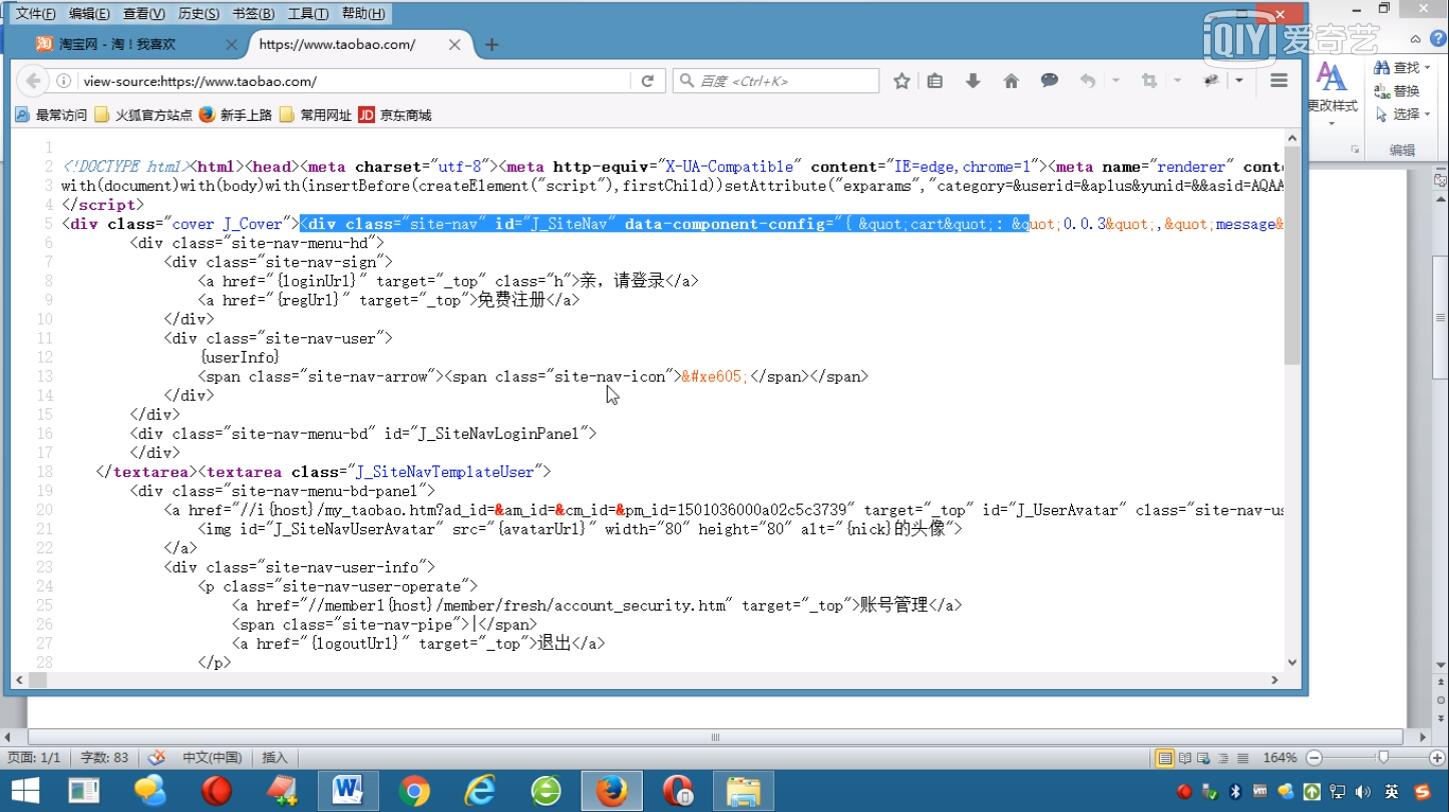 文件(F) 编辑(E) 查看(V) 历史(S) 书签(B) 工具(T) 帮助(H)
iQIYI 爱奇艺
淘宝网 - 淘！我喜欢
https://www.taobao.com/
view-source:https://www.taobao.com/
百度 <Ctrl+K>
查找
更改样式
替换
选择
编辑
最常访问 火狐官方站点 新手上路 常用网址 JD 京东商城
1
2 <!DOCTYPE html><html><head><meta charset="utf-8"><meta http-equiv="X-UA-Compatible" content="IE=edge,chrome=1"><meta name="renderer" conte
3 with(document)with(body)with(insertBefore(createElement("script"),firstChild))setAttribute("exparams","category=&userid=&aplus&yunid=&&asid=AQAA
4 </script>
5 <div class="cover J_Cover"><div class="site-nav" id="J_SiteNav" data-component-config="{ &quot;cart&quot;: &quot;0.0.3&quot;,&quot;message&
6 <div class="site-nav-menu-hd">
7 <div class="site-nav-sign">
8 <a href="{loginUrl}" target="_top" class="h">亲，请登录</a>
9 <a href="{regUrl}" target="_top">免费注册</a>
10 </div>
11 <div class="site-nav-user">
12 {userInfo}
13 <span class="site-nav-arrow"><span class="site-nav-icon">&#xe605;</span></span>
14 </div>
15 </div>
16 <div class="site-nav-menu-bd" id="J_SiteNavLoginPanel">
17 </div>
18 </textarea><textarea class="J_SiteNavTemplateUser">
19 <div class="site-nav-menu-bd-panel">
20 <a href="//i{host}/my_taobao.htm?ad_id=&am_id=&cm_id=&pm_id=1501036000a02c5c3739" target="_top" id="J_UserAvatar" class="site-nav-us
21 <img id="J_SiteNavUserAvatar" src="{avatarUrl}" width="80" height="80" alt="{nick}的头像">
22 </a>
23 <div class="site-nav-user-info">
24 <p class="site-nav-user-operate">
25 <a href="//member1{host}/member/fresh/account_security.htm" target="_top">账号管理</a>
26 <span class="site-nav-pipe">|</span>
27 <a href="{logoutUrl}" target="_top">退出</a>
28 </p>
页面: 1/1 字数: 83 中文(中国) 插入 164%
英